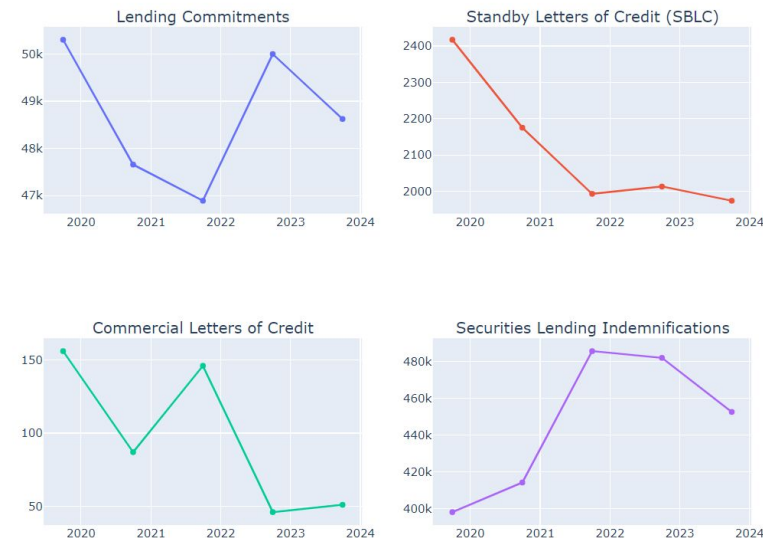 Lending Commitments
50k
49k
48k
47k
2020 2021 2022 2023 2024
Standby Letters of Credit (SBLC)
2400
2300
2200
2100
2000
2020 2021 2022 2023 2024
Commercial Letters of Credit
150
100
50
2020 2021 2022 2023 2024
Securities Lending Indemnifications
480k
460k
440k
420k
400k
2020 2021 2022 2023 2024